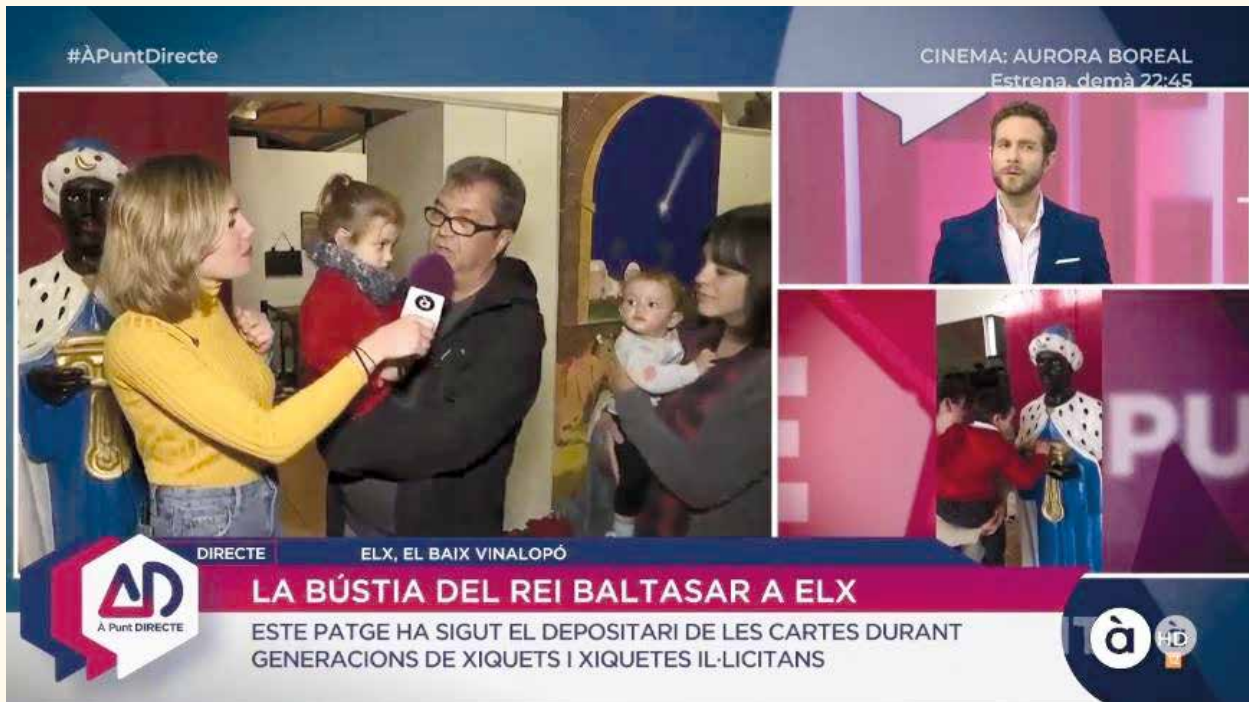 #ÀPuntDirecte
CINEMA: AURORA BOREAL
Estrena, demà 22:45
à
PU
DIRECTE
ELX, EL BAIX VINALOPÓ
AD
À Punt DIRECTE
LA BÚSTIA DEL REI BALTASAR A ELX
ESTE PATGE HA SIGUT EL DEPOSITARI DE LES CARTES DURANT
GENERACIONS DE XIQUETS I XIQUETES IL·LICITANS
à
HD
12